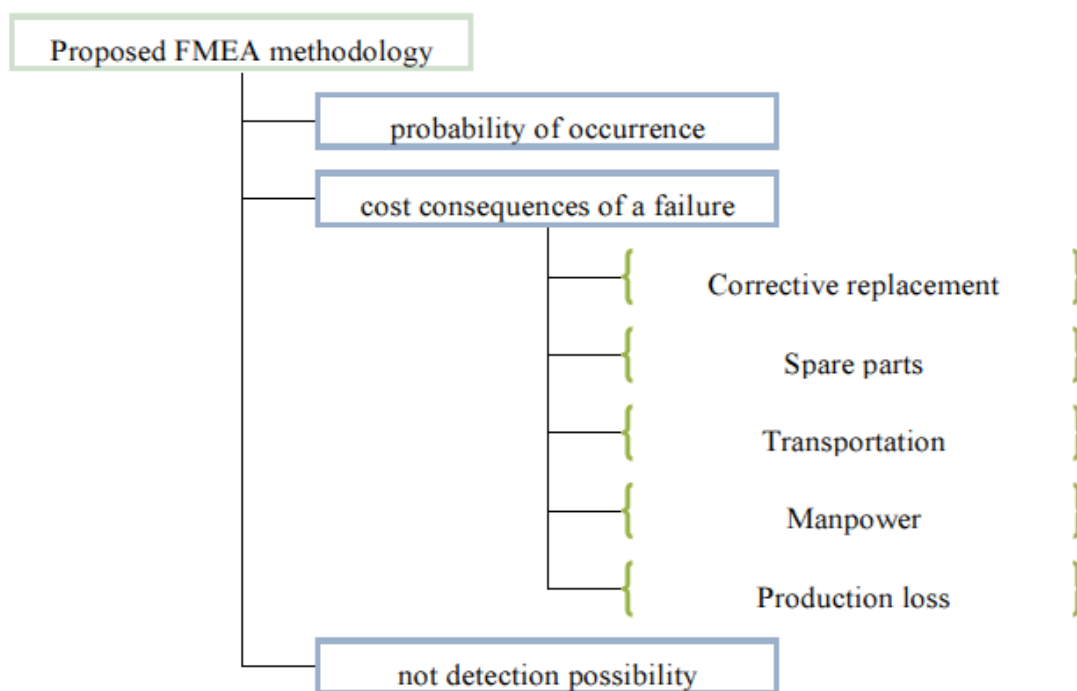 Proposed FMEA methodology
probability of occurrence
cost consequences of a failure
Corrective replacement
Spare parts
Transportation
Manpower
Production loss
not detection possibility